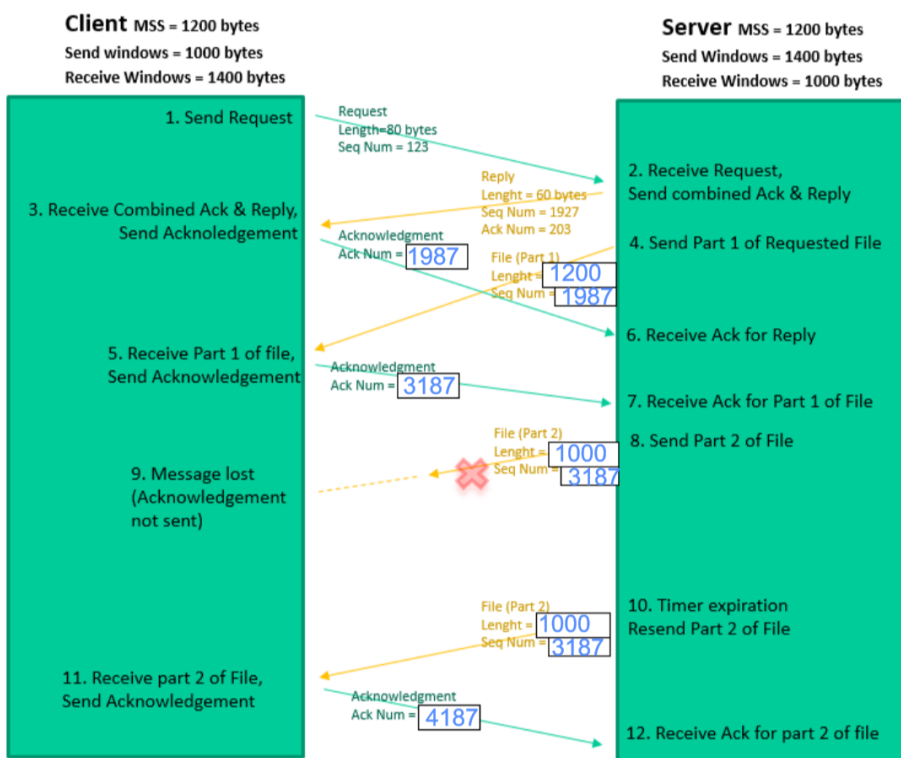 Client MSS = 1200 bytes
Send windows = 1000 bytes
Receive Windows = 1400 bytes
Server MSS = 1200 bytes
Send Windows = 1400 bytes
Receive Windows = 1000 bytes
1. Send Request
Request
Length=80 bytes
Seq Num = 123
2. Receive Request,
Send combined Ack & Reply
Reply
Lenght = 60 bytes
Seq Num = 1927
Ack Num = 203
3. Receive Combined Ack & Reply,
Send Acknoledgement
Acknowledgment
Ack Num = 1987
4. Send Part 1 of Requested File
File (Part 1)
Lenght = 1200
Seq Num = 1987
6. Receive Ack for Reply
5. Receive Part 1 of file,
Send Acknowledgement
Acknowledgment
Ack Num = 3187
7. Receive Ack for Part 1 of File
8. Send Part 2 of File
File (Part 2)
Lenght = 1000
Seq Num = 3187
9. Message lost
(Acknowledgement
not sent)
10. Timer expiration
Resend Part 2 of File
File (Part 2)
Lenght = 1000
Seq Num = 3187
11. Receive part 2 of File,
Send Acknowledgement
Acknowledgment
Ack Num = 4187
12. Receive Ack for part 2 of file